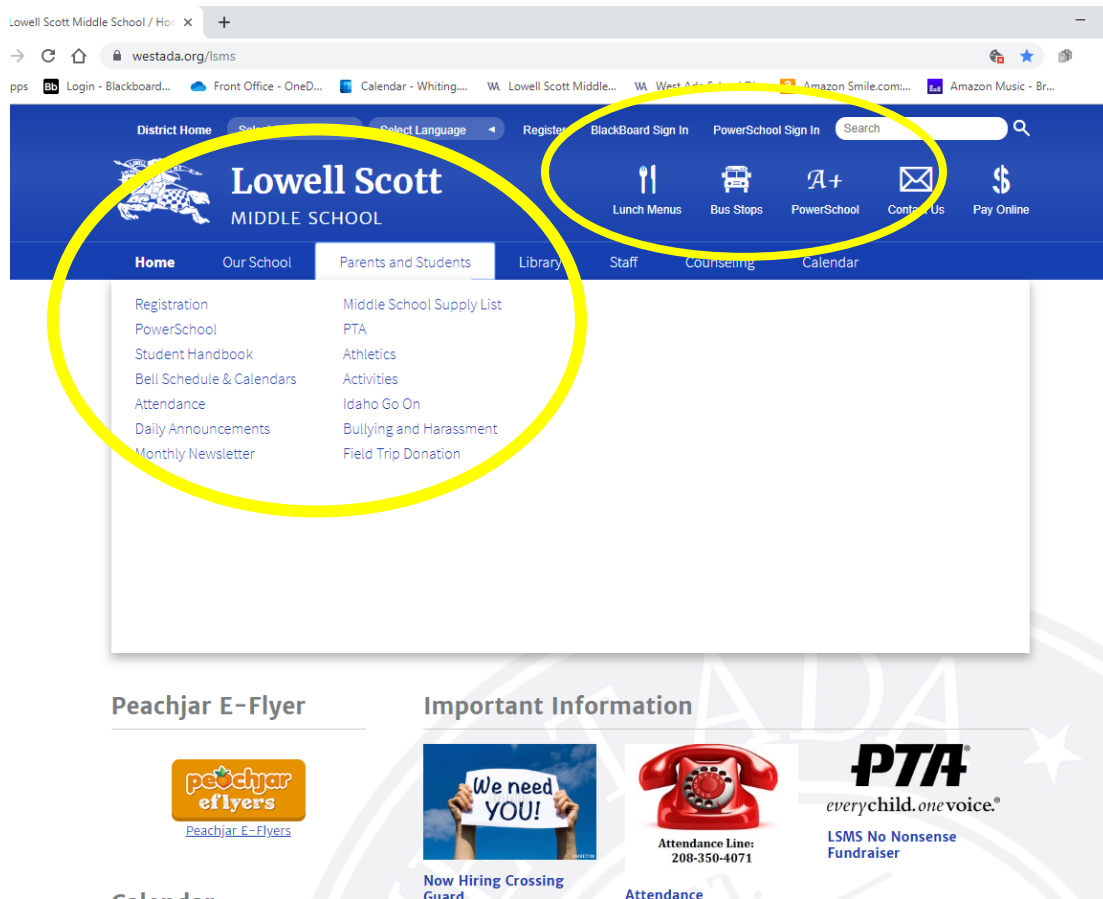 Lowell Scott Middle School / Hor
westada.org/lsms
pps Login - Blackboard... Front Office - OneD... Calendar - Whiting.... Lowell Scott Middle... West Ada School Di... Amazon Smile.com:... Amazon Music - Br...
District Home Select Language Register BlackBoard Sign In PowerSchool Sign In Search
Lowell Scott
MIDDLE SCHOOL
A+ $
Lunch Menus Bus Stops PowerSchool Contact Us Pay Online
Home Our School Parents and Students Library Staff Counseling Calendar
Registration Middle School Supply List
PowerSchool PTA
Student Handbook Athletics
Bell Schedule & Calendars Activities
Attendance Idaho Go On
Daily Announcements Bullying and Harassment
Monthly Newsletter Field Trip Donation
Peachjar E-Flyer Important Information
peachjar
eflyers
Peachjar E-Flyers
We need
YOU!
Now Hiring Crossing
Guard
Attendance Line:
208-350-4071
Attendance
PTA
everychild.onevoice.®
LSMS No Nonsense
Fundraiser
Calendar
ADA